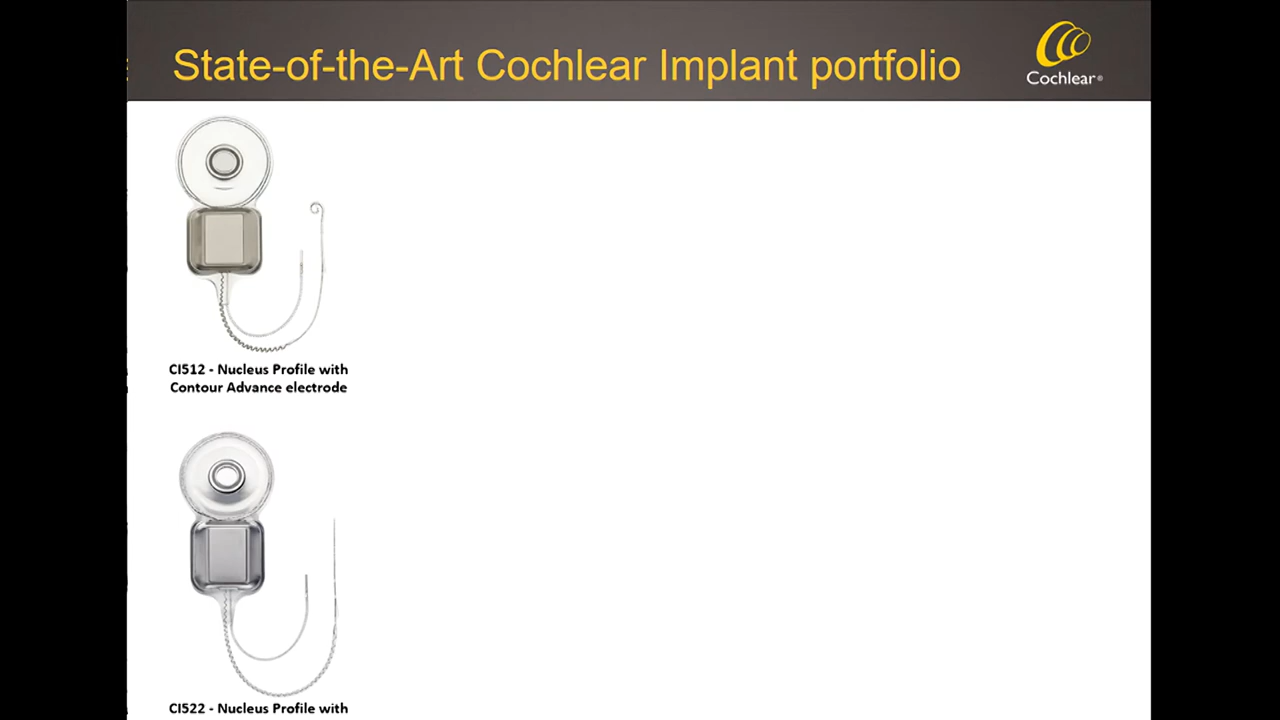 State-of-the-Art Cochlear Implant portfolio
Cochlear®
CI512 - Nucleus Profile with
Contour Advance electrode
CI522 - Nucleus Profile with